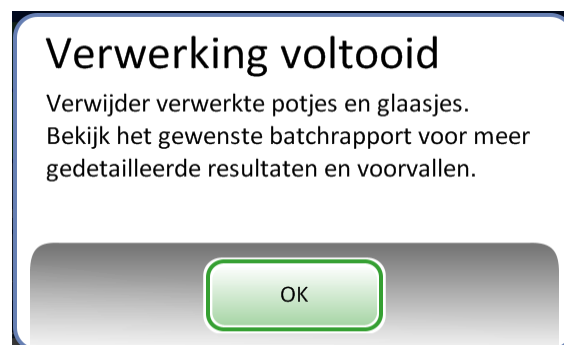 Verwerking voltooid
Verwijder verwerkte potjes en glaasjes.
Bekijk het gewenste batchrapport voor meer
gedetailleerde resultaten en voorvallen.
OK